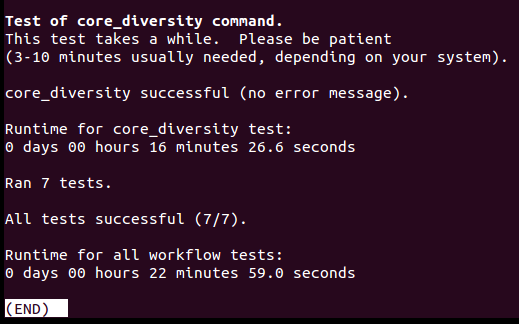 Test of core_diversity command.
This test takes a while.  Please be patient
(3-10 minutes usually needed, depending on your system).
core_diversity successful (no error message).
Runtime for core_diversity test:
0 days 00 hours 16 minutes 26.6 seconds
Ran 7 tests.
All tests successful (7/7).
Runtime for all workflow tests:
0 days 00 hours 22 minutes 59.0 seconds
(END)